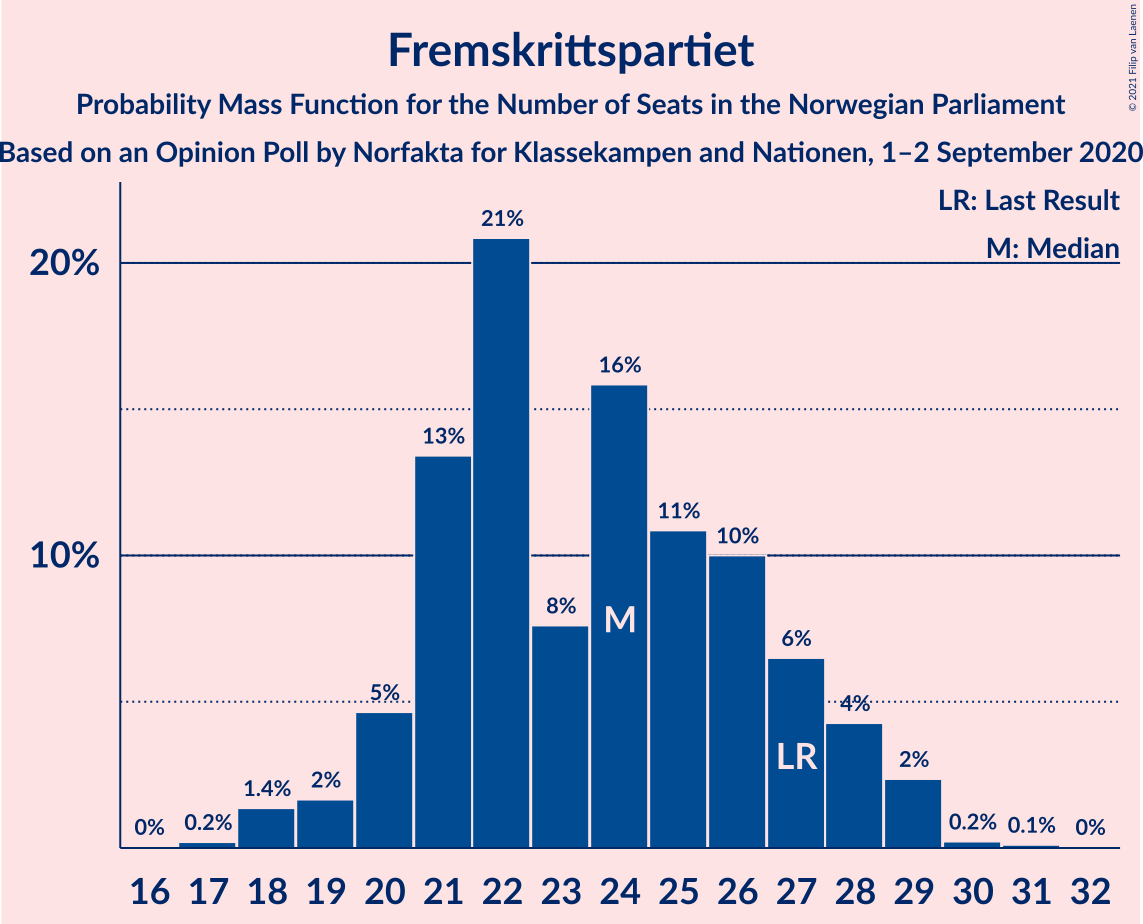 Fremskrittspartiet
Probability Mass Function for the Number of Seats in the Norwegian Parliament
Based on an Opinion Poll by Norfakta for Klassekampen and Nationen, 1–2 September 2020
© 2021 Filip van Laenen
LR: Last Result
M: Median
20%
10%
0%
0.2%
1.4%
2%
5%
13%
21%
8%
16%
11%
10%
6%
4%
2%
0.2%
0.1%
0%
M
LR
16 17 18 19 20 21 22 23 24 25 26 27 28 29 30 31 32